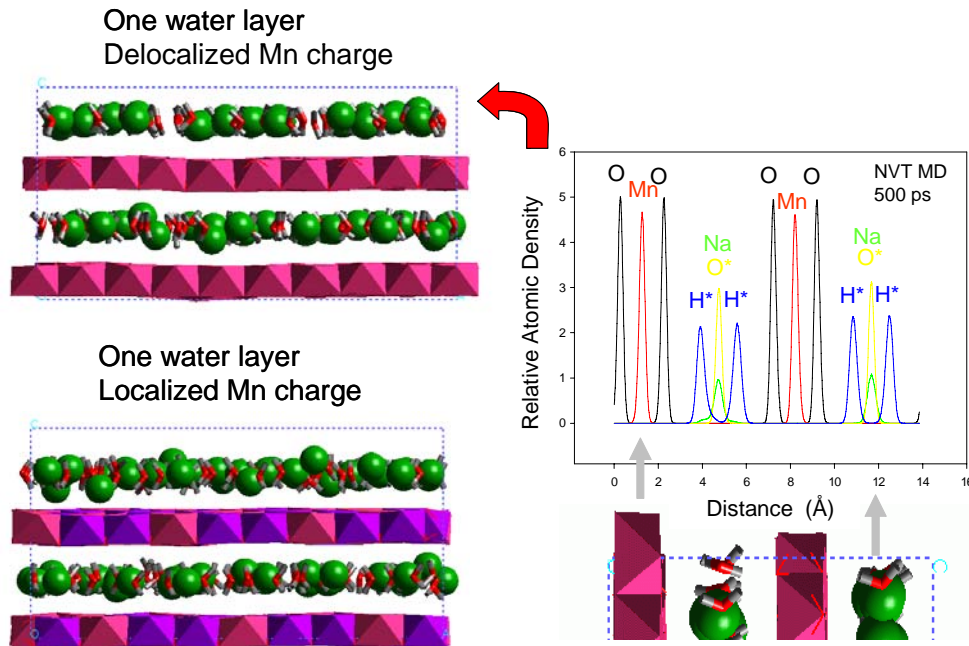 One water layer
Delocalized Mn charge
One water layer
Localized Mn charge
6
5
4
3
2
1
0
Relative Atomic Density
O
O
Mn
O
O
Mn
NVT MD
500 ps
Na
O*
H*
H*
Na
O*
H*
H*
0 2 4 6 8 10 12 14 16
Distance (Å)